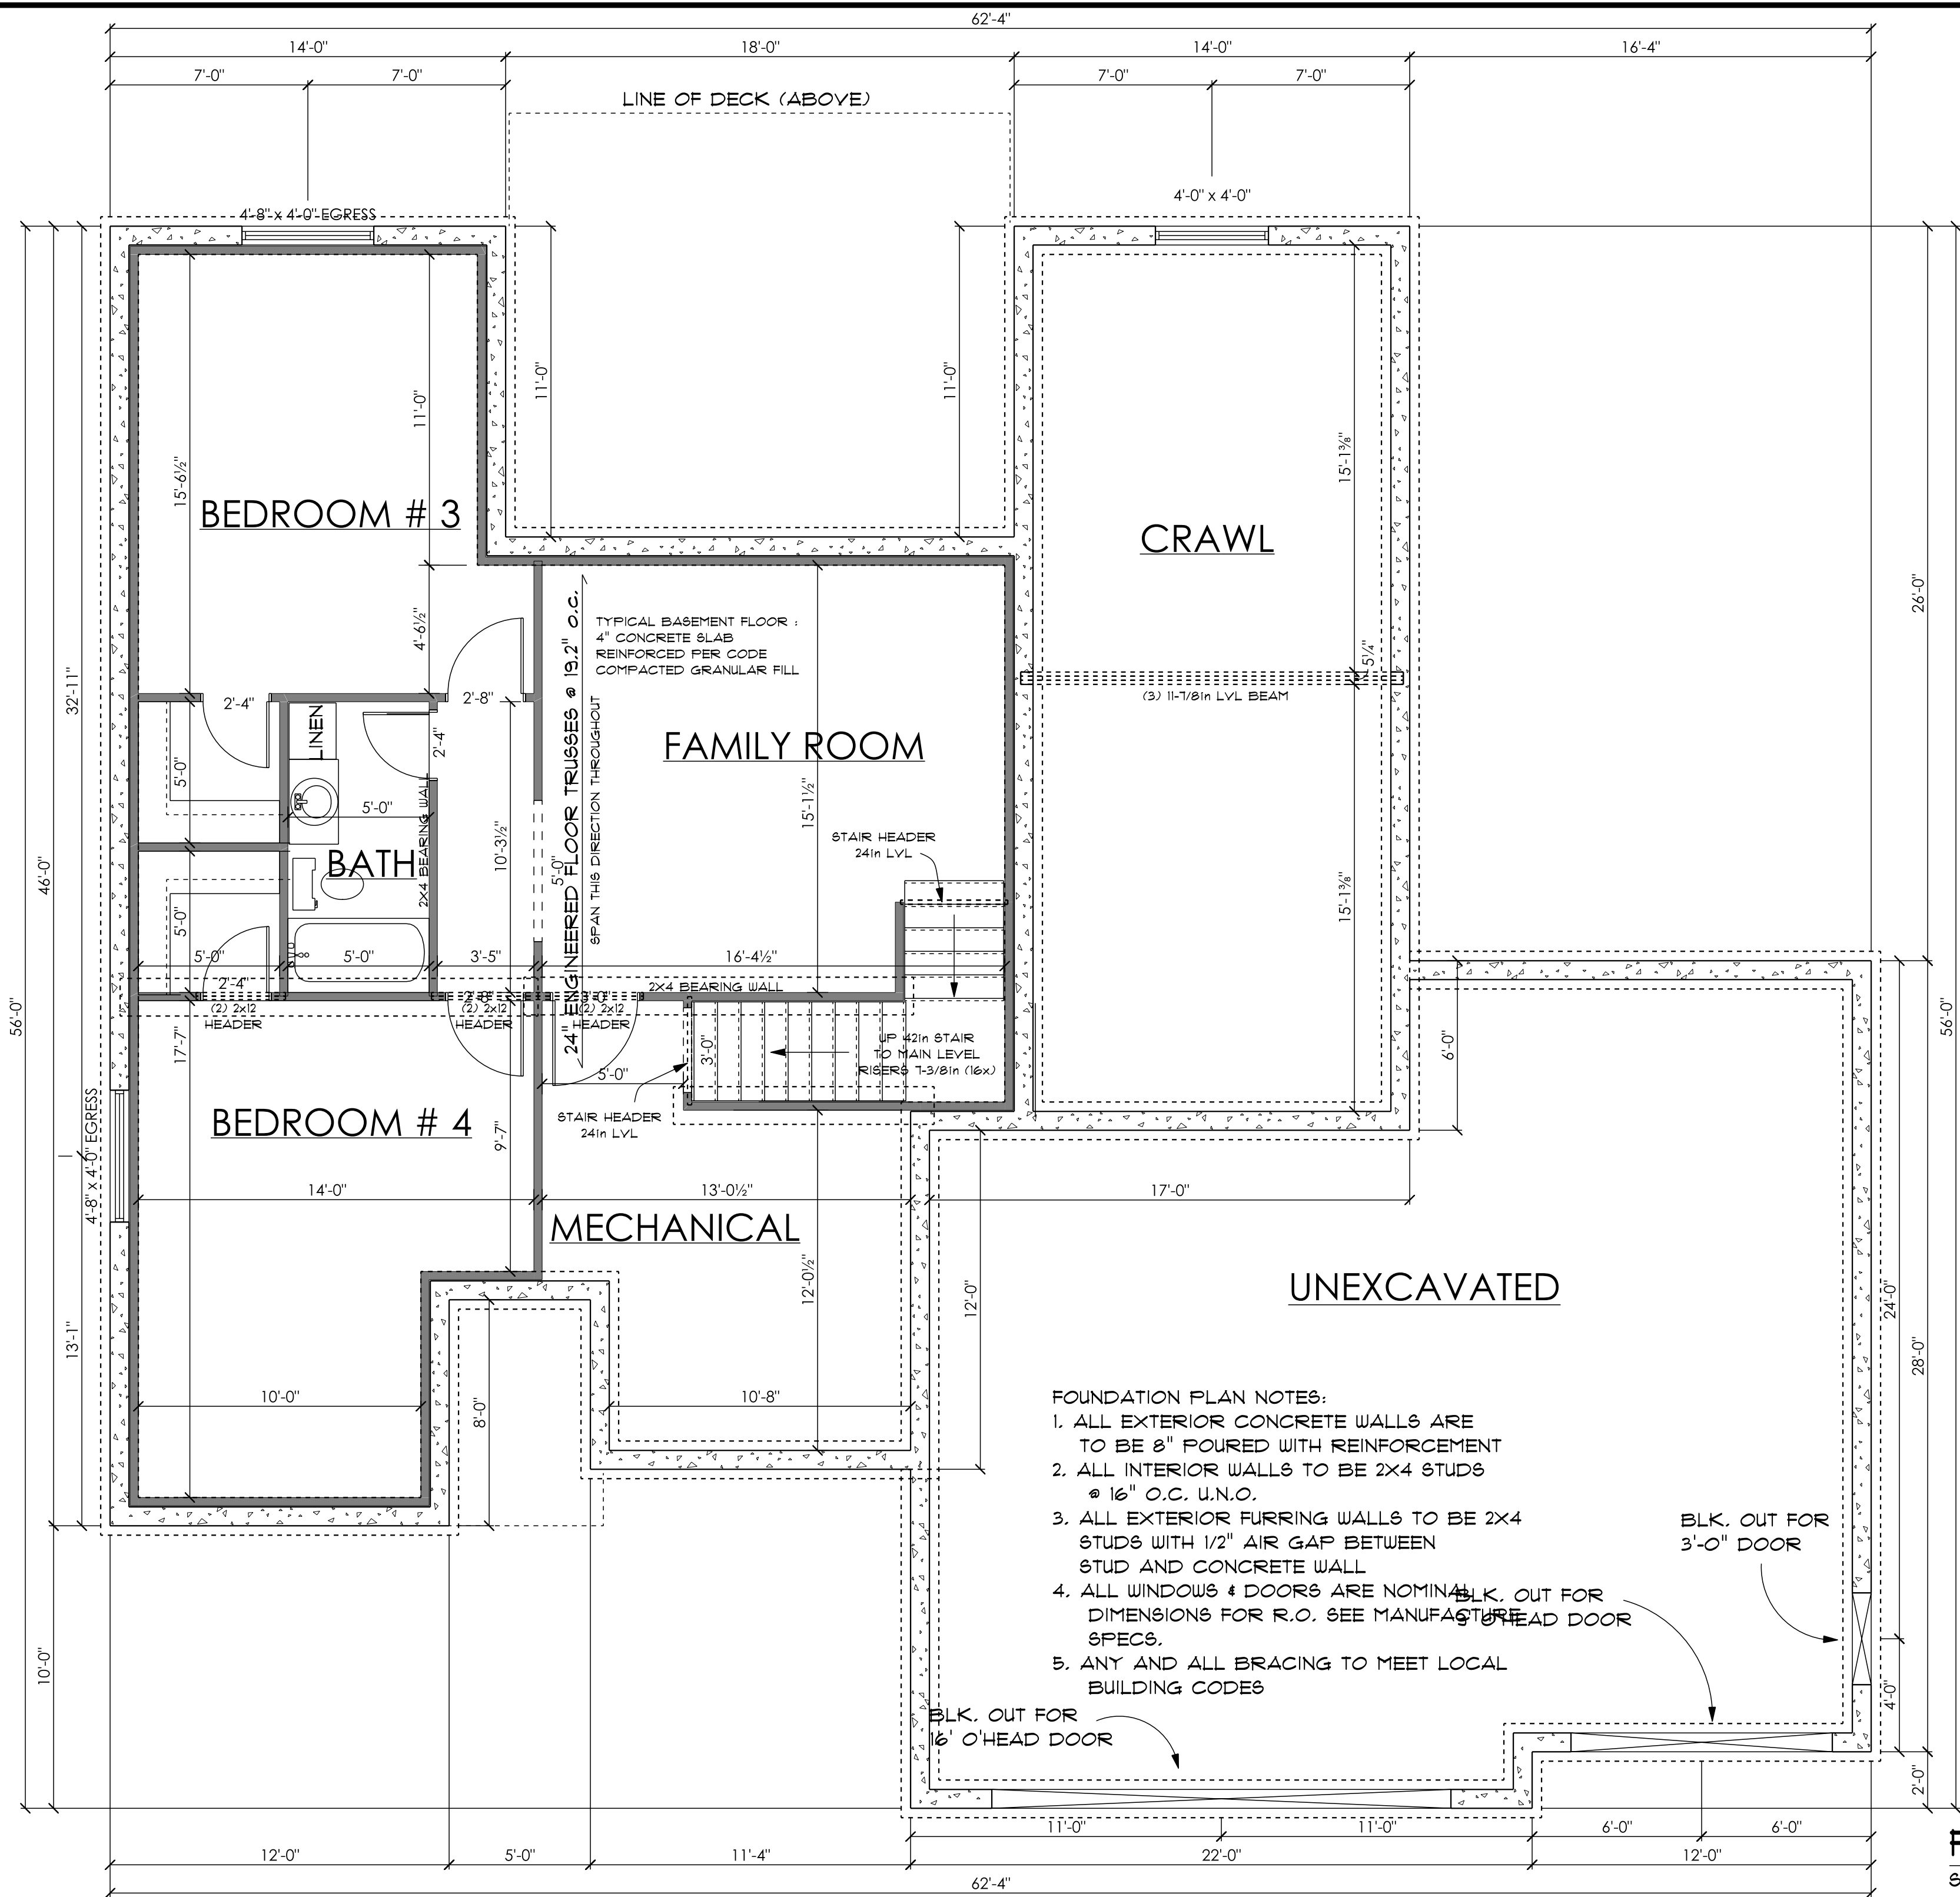 62'-4"
14'-0"
18'-0"
14'-0"
16'-4"
7'-0"
7'-0"
7'-0"
7'-0"
LINE OF DECK (ABOVE)
4'-0" x 4'-0"
4'-8" x 4'-0" EGRESS
11'-0"
11'-0"
11'-0"
15'-6½"
15'-1⅜"
BEDROOM # 3
CRAWL
26'-0"
4'-6½"
24" ENGINEERED FLOOR TRUSSES @ 19.2" O.C.
SPAN THIS DIRECTION THROUGHOUT
TYPICAL BASEMENT FLOOR :
4" CONCRETE SLAB
REINFORCED PER CODE
COMPACTED GRANULAR FILL
5¼"
(3) 11-7/8in LVL BEAM
32'-11"
2'-4"
2'-8"
LINEN
2'-4"
FAMILY ROOM
5'-0"
5'-0"
2X4 BEARING WALL
10'-3½"
15'-1½"
5'-0"
STAIR HEADER
24in LVL
BATH
46'-0"
15'-1⅜"
5'-0"
5'-0"
5'-0"
3'-5"
16'-4½"
2'-4"
2'-8"
3'-0"
2X4 BEARING WALL
(2) 2x12
HEADER
(2) 2x12
HEADER
(2) 2x12
HEADER
56'-0"
56'-0"
17'-7"
3'-0"
UP 42in STAIR
TO MAIN LEVEL
RISERS 7-3/8in (16x)
6'-0"
5'-0"
STAIR HEADER
24in LVL
BEDROOM # 4
9'-7"
4'-8" x 4'-0" EGRESS
14'-0"
13'-0½"
17'-0"
MECHANICAL
12'-0½"
12'-0"
UNEXCAVATED
24'-0"
28'-0"
13'-1"
10'-0"
8'-0"
10'-8"
FOUNDATION PLAN NOTES:
1. ALL EXTERIOR CONCRETE WALLS ARE
TO BE 8" POURED WITH REINFORCEMENT
2. ALL INTERIOR WALLS TO BE 2X4 STUDS
@ 16" O.C. U.N.O.
3. ALL EXTERIOR FURRING WALLS TO BE 2X4
STUDS WITH 1/2" AIR GAP BETWEEN
STUD AND CONCRETE WALL
4. ALL WINDOWS & DOORS ARE NOMINAL
DIMENSIONS FOR R.O. SEE MANUFACTURE
SPECS.
5. ANY AND ALL BRACING TO MEET LOCAL
BUILDING CODES
BLK. OUT FOR
3'-0" DOOR
BLK. OUT FOR
O'HEAD DOOR
BLK. OUT FOR
16' O'HEAD DOOR
10'-0"
4'-0"
2'-0"
11'-0"
11'-0"
6'-0"
6'-0"
12'-0"
5'-0"
11'-4"
22'-0"
12'-0"
62'-4"